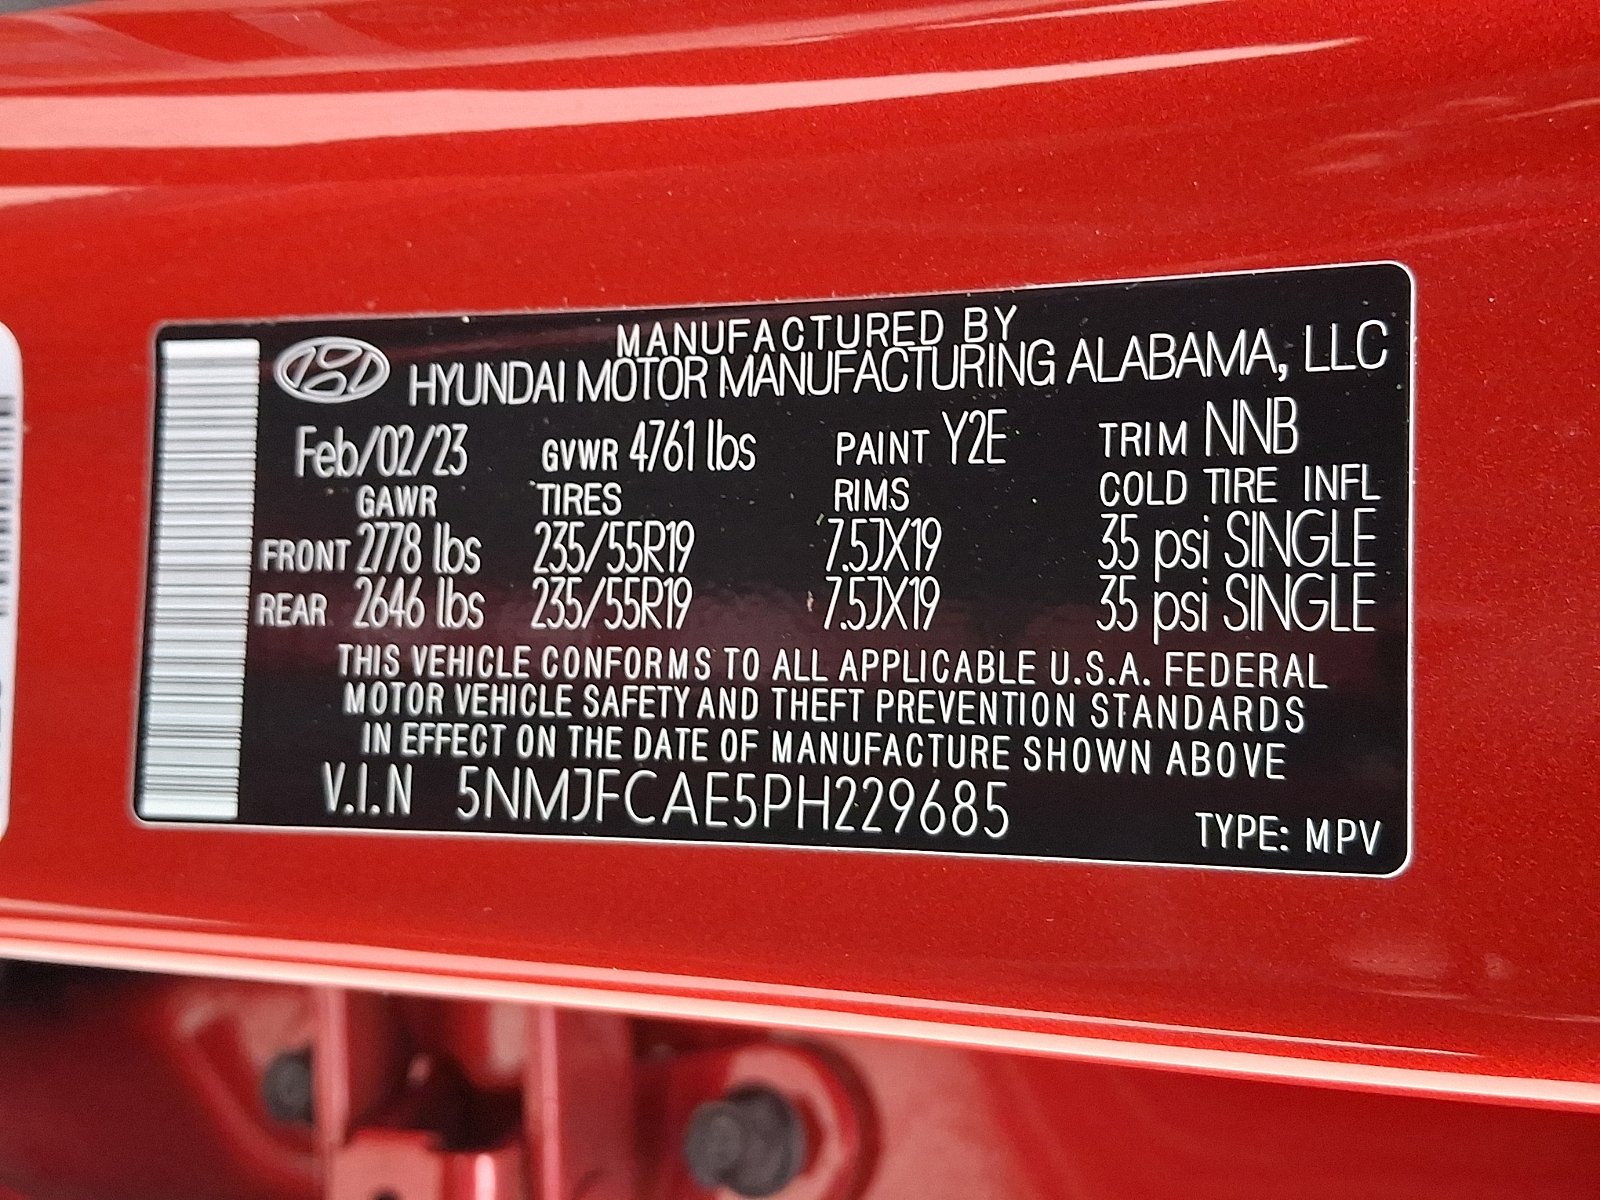 MANUFACTURED BY
HYUNDAI MOTOR MANUFACTURING ALABAMA, LLC
Feb/02/23 GVWR 4761 lbs PAINT Y2E TRIM NNB
GAWR TIRES RIMS COLD TIRE INFL
FRONT 2778 lbs 235/55R19 7.5JX19 35 psi SINGLE
REAR 2646 lbs 235/55R19 7.5JX19 35 psi SINGLE
THIS VEHICLE CONFORMS TO ALL APPLICABLE U.S.A. FEDERAL
MOTOR VEHICLE SAFETY AND THEFT PREVENTION STANDARDS
IN EFFECT ON THE DATE OF MANUFACTURE SHOWN ABOVE
V.I.N 5NMJFCAE5PH229685
TYPE: MPV